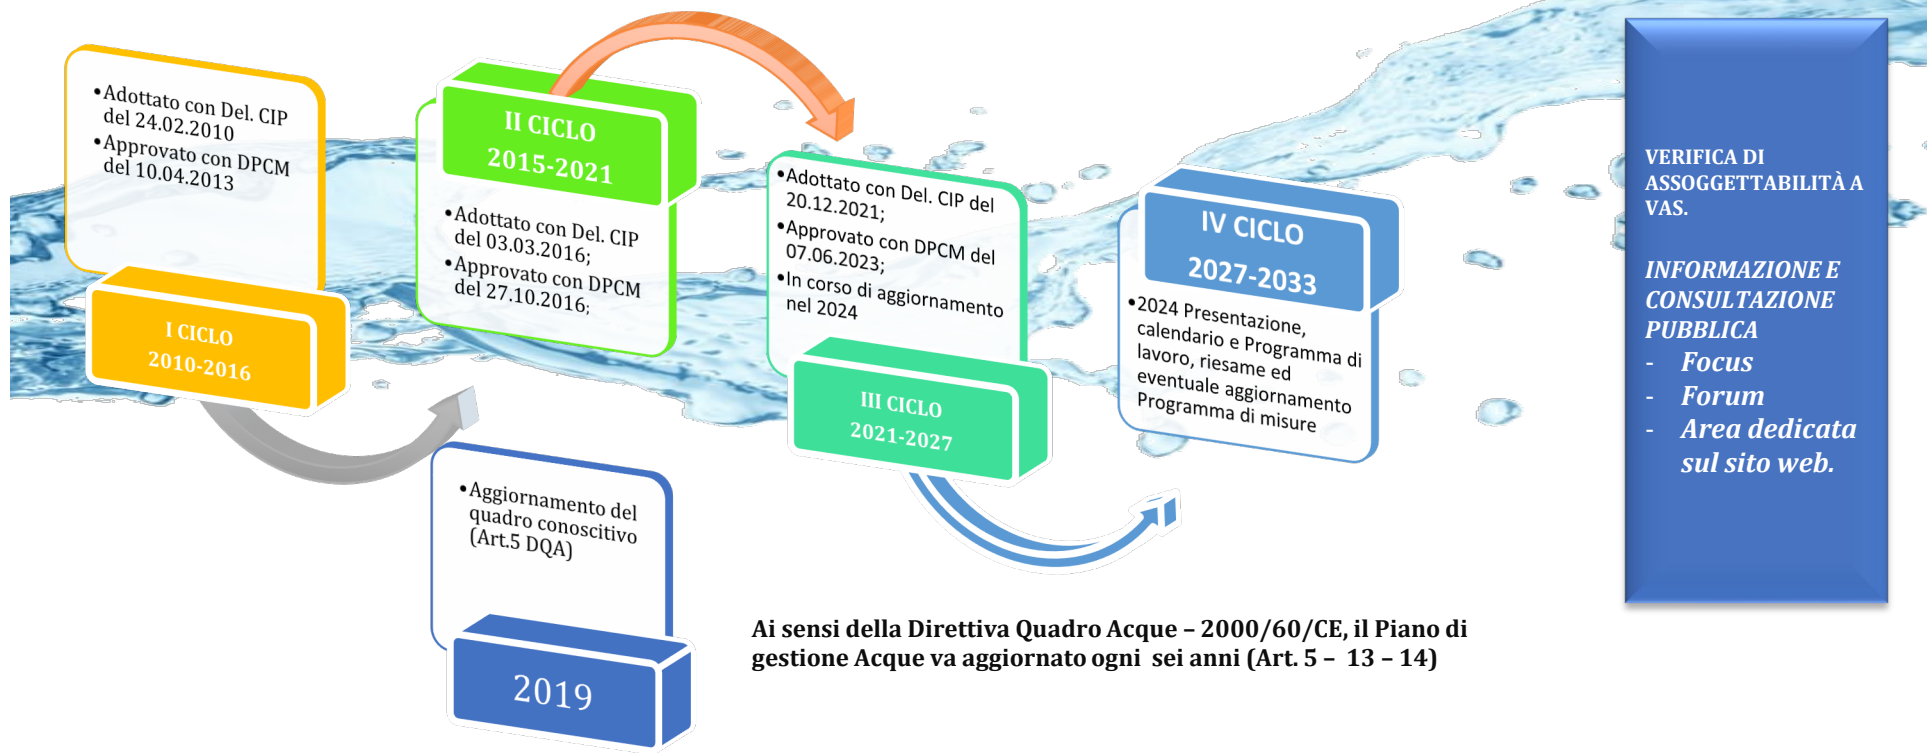 •Adottato con Del. CIP
del 24.02.2010
•Approvato con DPCM
del 10.04.2013
I CICLO
2010-2016
II CICLO
2015-2021
•Adottato con Del. CIP
del 03.03.2016;
•Approvato con DPCM
del 27.10.2016;
•Aggiornamento del
quadro conoscitivo
(Art.5 DQA)
2019
•Adottato con Del. CIP del
20.12.2021;
•Approvato con DPCM del
07.06.2023;
•In corso di aggiornamento
nel 2024
III CICLO
2021-2027
IV CICLO
2027-2033
•2024 Presentazione,
calendario e Programma di
lavoro, riesame ed
eventuale aggiornamento
Programma di misure
Ai sensi della Direttiva Quadro Acque – 2000/60/CE, il Piano di
gestione Acque va aggiornato ogni sei anni (Art. 5 – 13 – 14)
VERIFICA DI
ASSOGGETTABILITÀ A
VAS.
INFORMAZIONE E
CONSULTAZIONE
PUBBLICA
- Focus
- Forum
- Area dedicata
sul sito web.